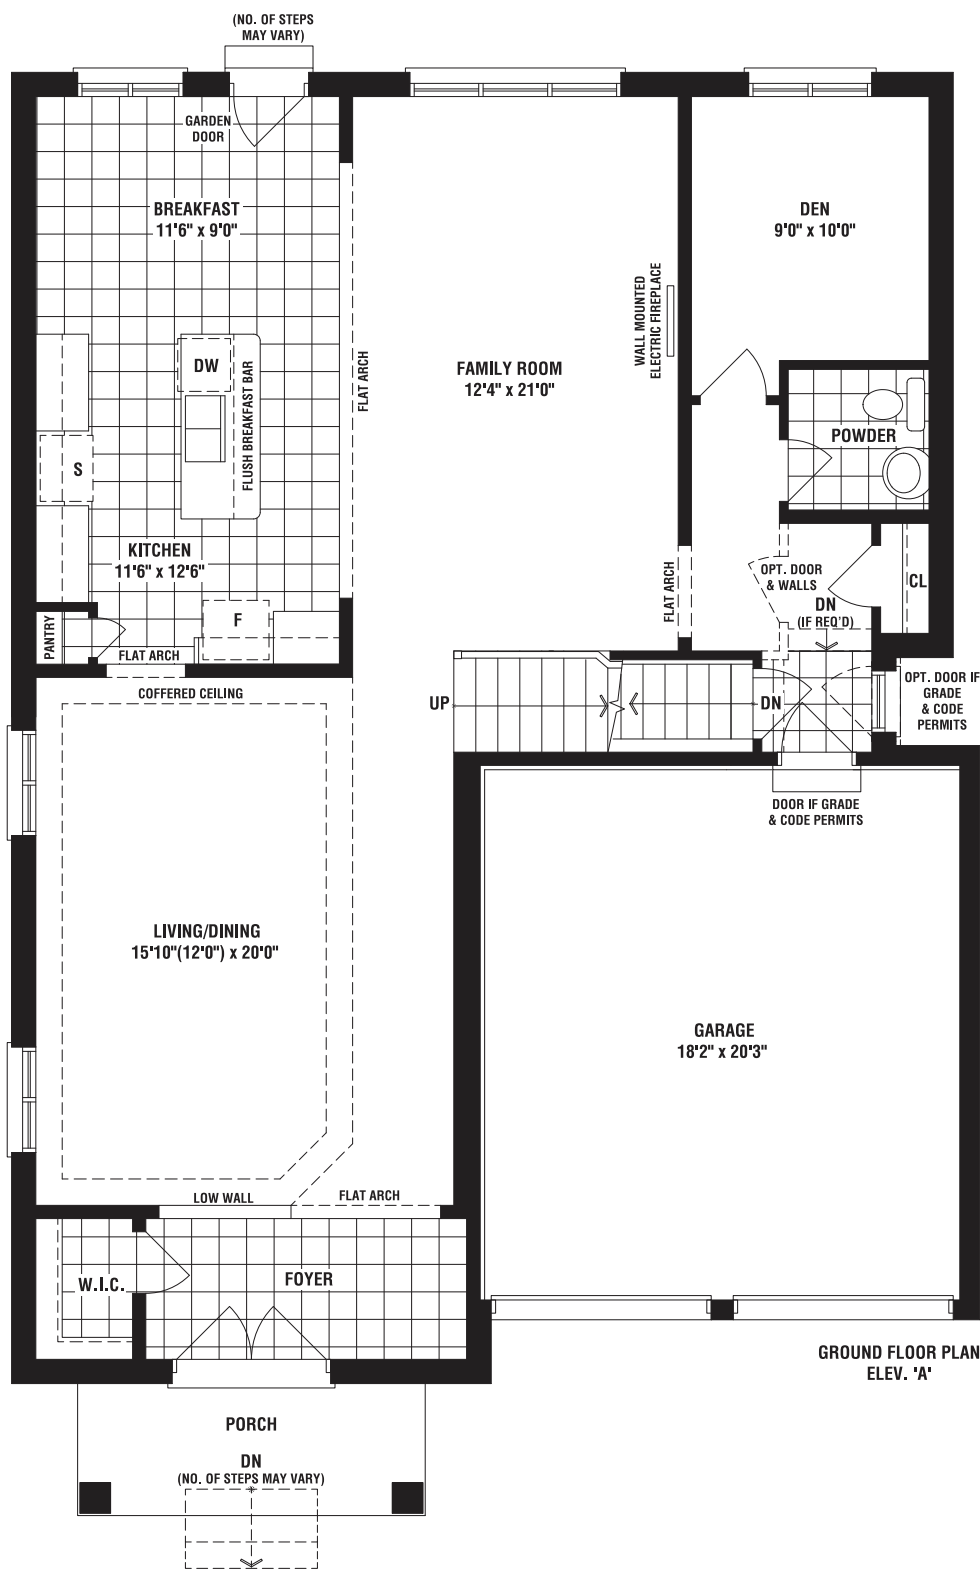 (NO. OF STEPS
MAY VARY)
GARDEN
DOOR
BREAKFAST
11'6" x 9'0"
DEN
9'0" x 10'0"
WALL MOUNTED
ELECTRIC FIREPLACE
FAMILY ROOM
12'4" x 21'0"
FLAT ARCH
DW
FLUSH BREAKFAST BAR
S
POWDER
KITCHEN
11'6" x 12'6"
OPT. DOOR
& WALLS
CL
FLAT ARCH
DN
(IF REQ'D)
F
PANTRY
FLAT ARCH
COFFERED CEILING
UP
DN
OPT. DOOR IF
GRADE
& CODE
PERMITS
DOOR IF GRADE
& CODE PERMITS
LIVING/DINING
15'10"(12'0") x 20'0"
GARAGE
18'2" x 20'3"
LOW WALL
FLAT ARCH
W.I.C.
FOYER
GROUND FLOOR PLAN
ELEV. 'A'
PORCH
DN
(NO. OF STEPS MAY VARY)